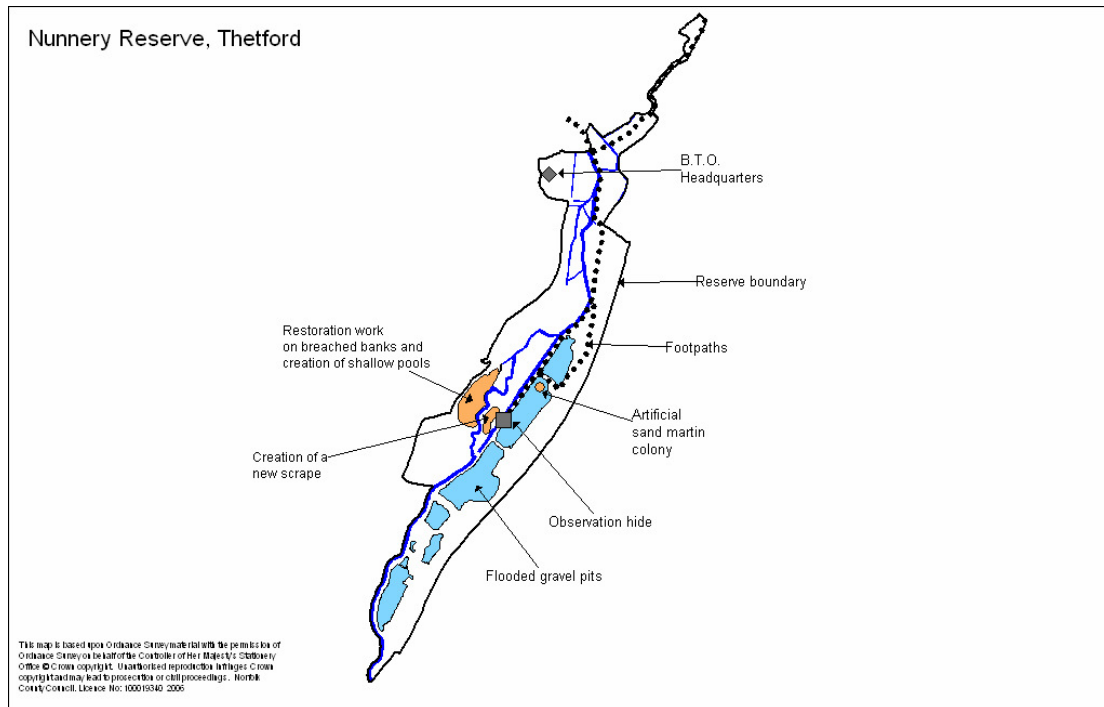 Nunnery Reserve, Thetford
B.T.O.
Headquarters
Reserve boundary
Restoration work
on breached banks and
creation of shallow pools
Footpaths
Artificial
sand martin
colony
Creation of a
new scrape
Observation hide
Flooded gravel pits
This map is based upon Ordnance Survey material with the permission of
Ordnance Survey on behalf of the Controller of Her Majesty's Stationery
Office © Crown copyright. Unauthorised reproduction infringes Crown
copyright and may lead to prosecution or civil proceedings. Norfolk
County Council. Licence No: 100019340 2006